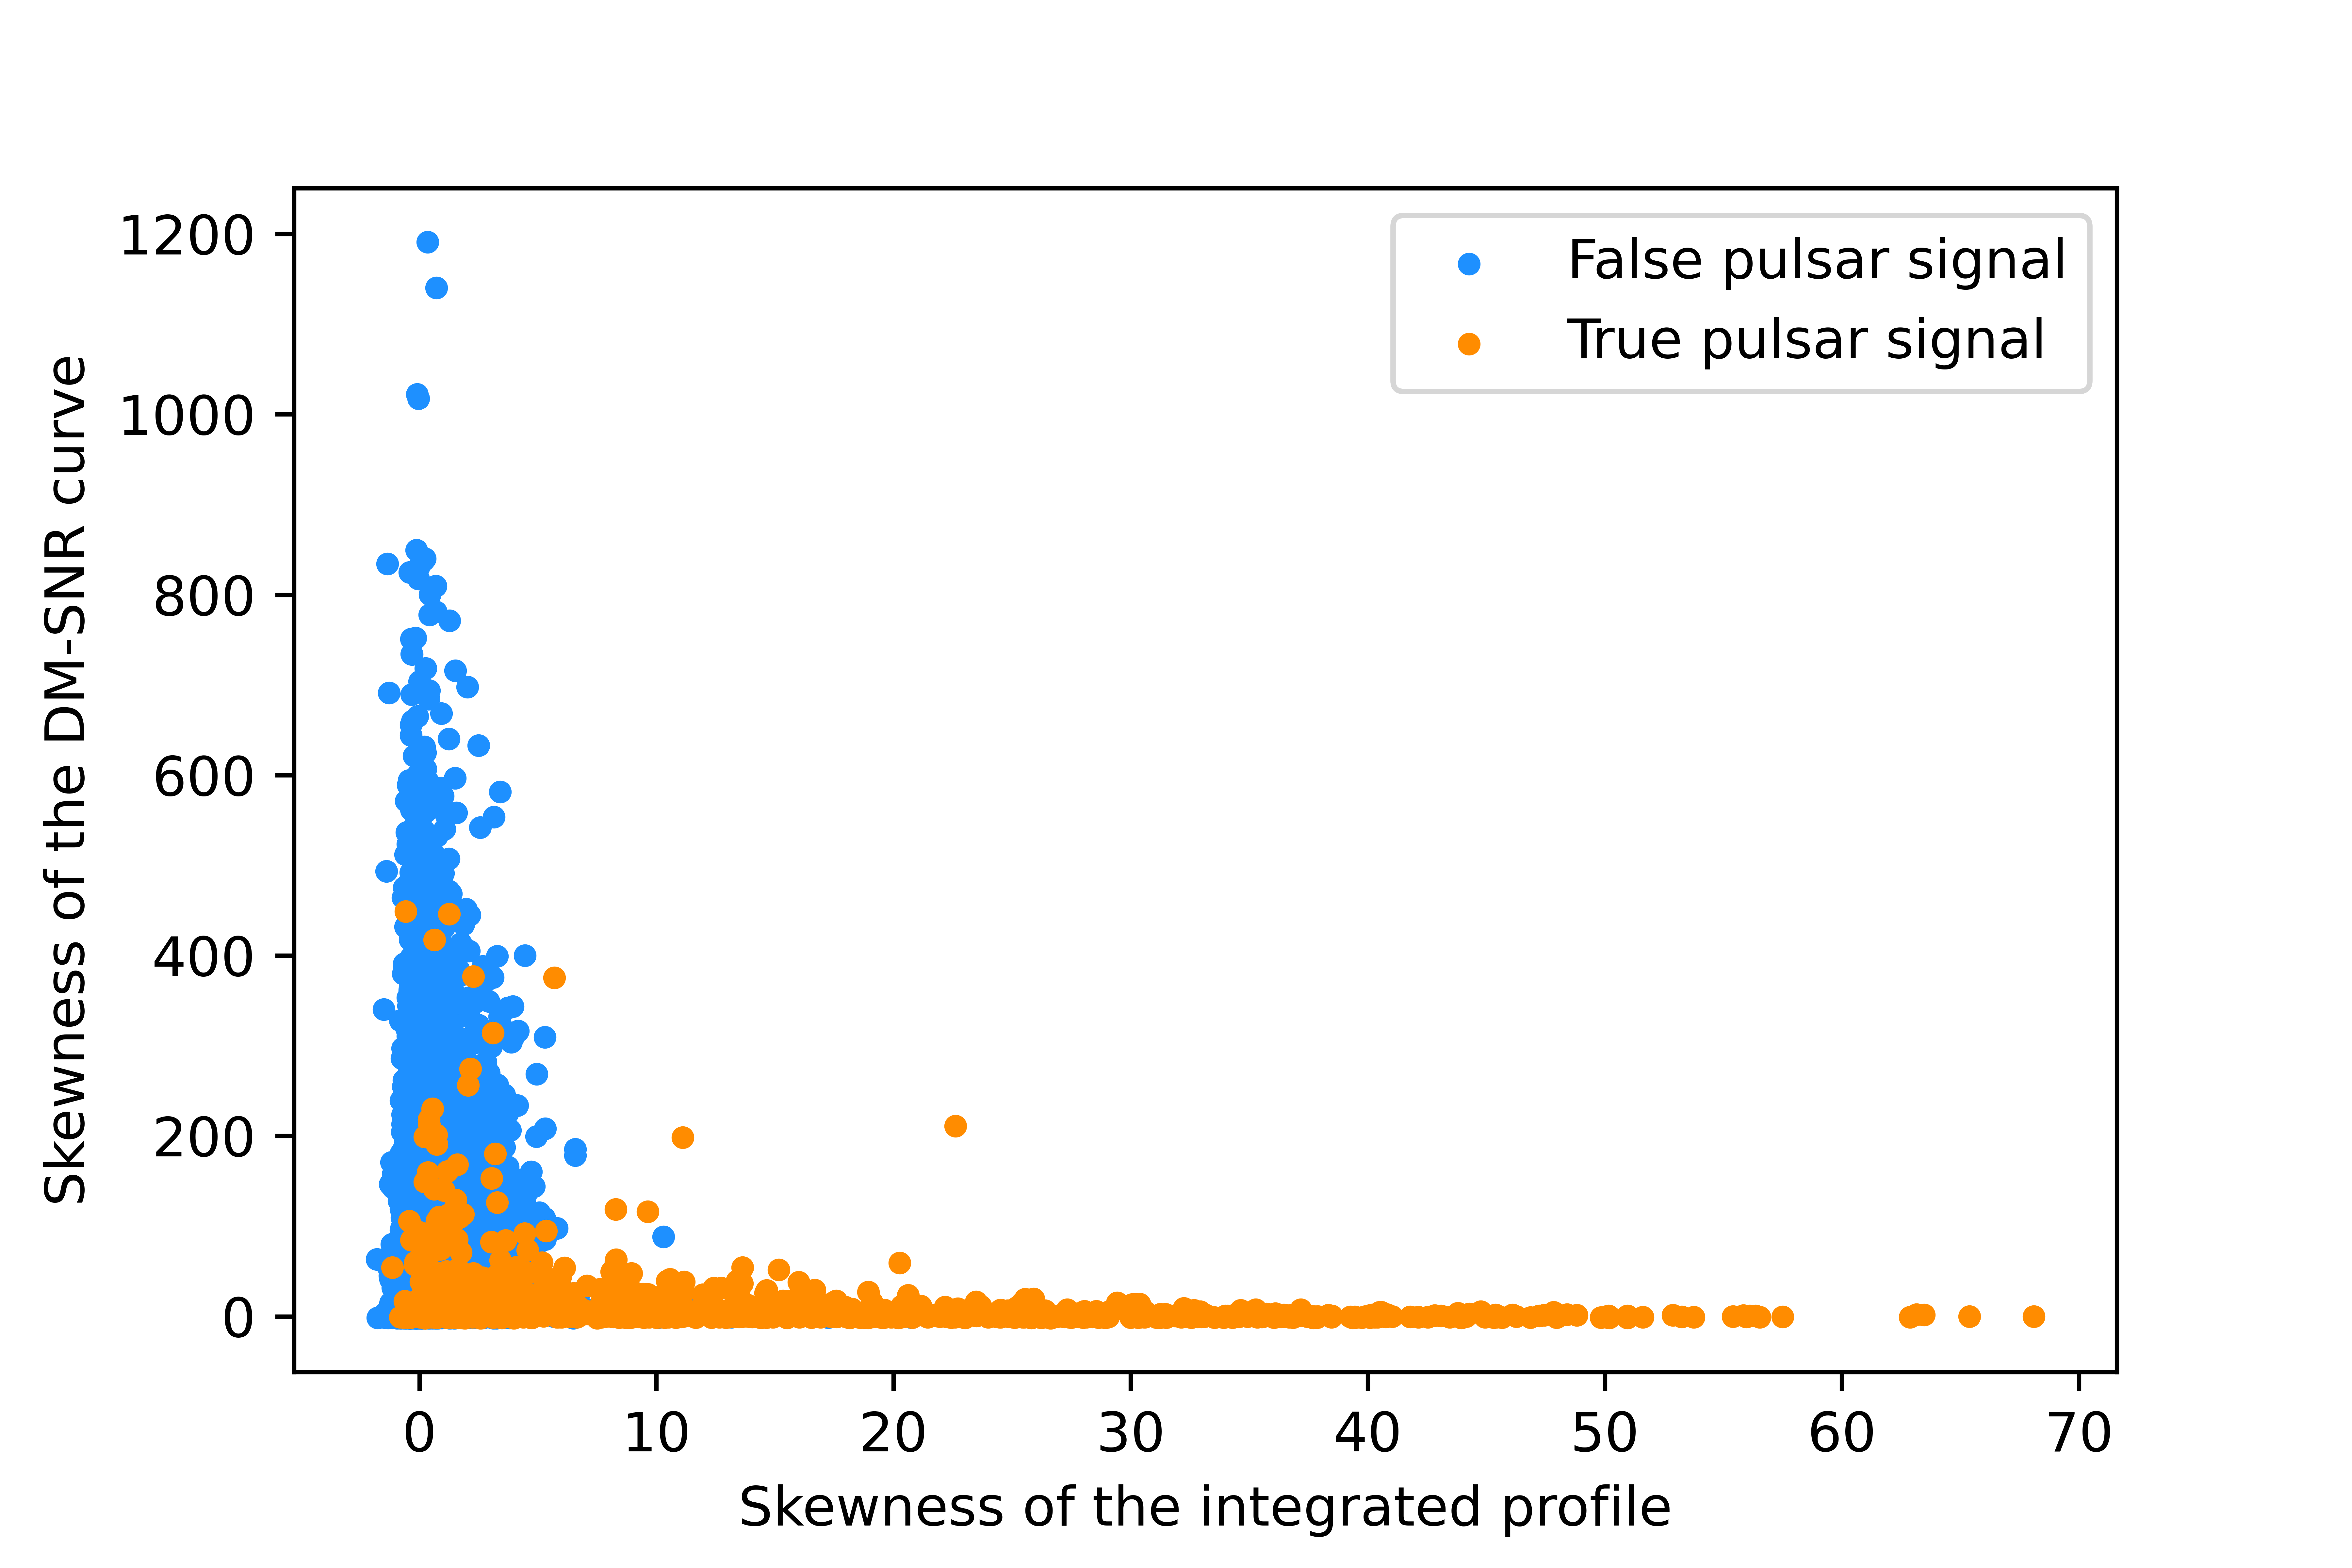 False pulsar signal
True pulsar signal
Skewness of the DM-SNR curve
1200
1000
800
600
400
200
0
0 10 20 30 40 50 60 70
Skewness of the integrated profile